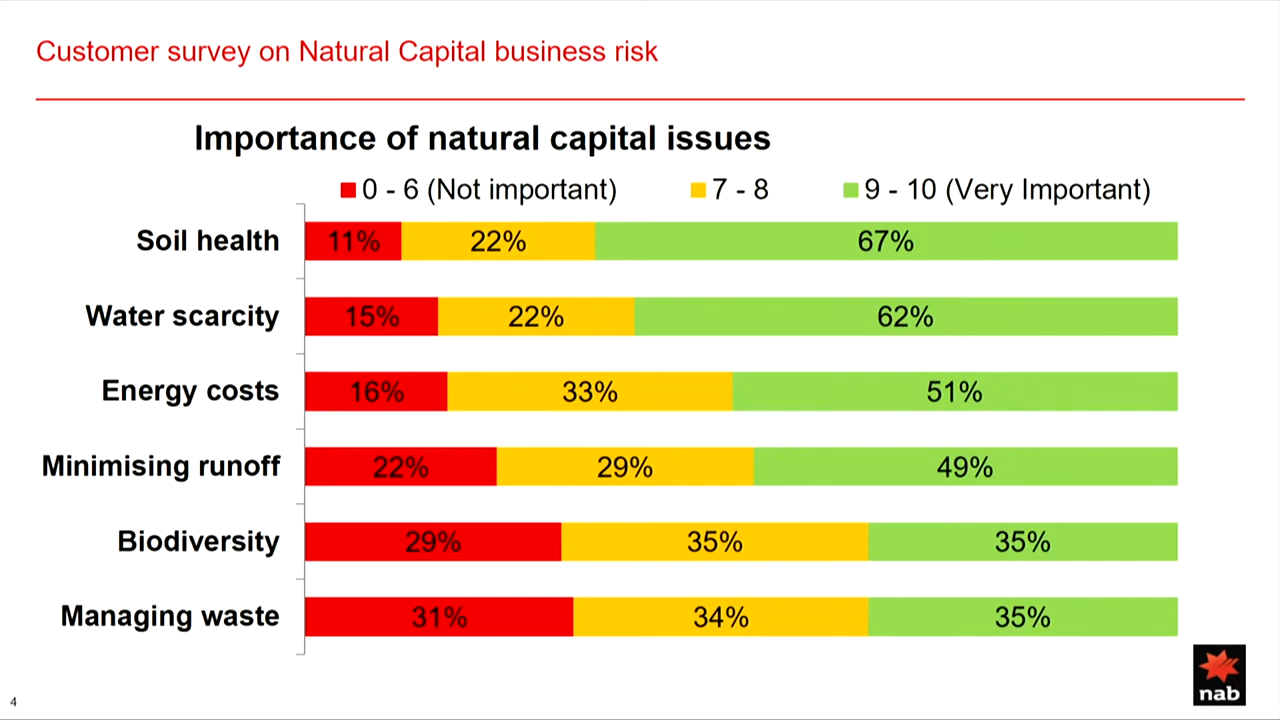 Customer survey on Natural Capital business risk
Importance of natural capital issues
0 - 6 (Not important) 7 - 8 9 - 10 (Very Important)
Soil health 11% 22% 67%
Water scarcity 15% 22% 62%
Energy costs 16% 33% 51%
Minimising runoff 22% 29% 49%
Biodiversity 29% 35% 35%
Managing waste 31% 34% 35%
nab
4